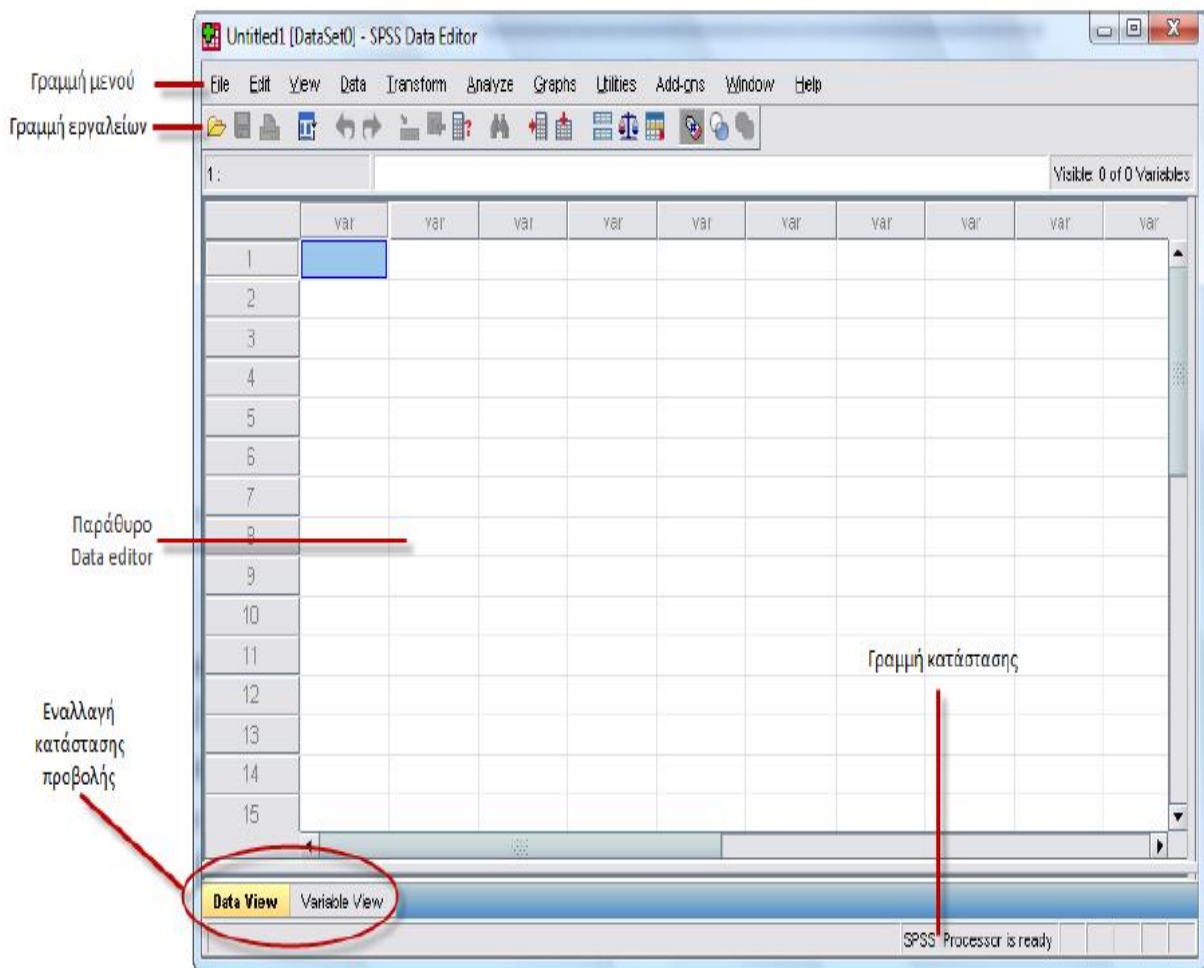 Untitled1 [DataSet0] - SPSS Data Editor
Γραμμή μενού
File Edit View Data Transform Analyze Graphs Utilities Add-ons Window Help
Γραμμή εργαλείων
1 :
Visible: 0 of 0 Variables
var var var var var var var var var var
1
2
3
4
5
6
7
Παράθυρο
Data editor
8
9
10
11
Γραμμή κατάστασης
12
Εναλλαγή
κατάστασης
προβολής
13
14
15
Data View Variable View
SPSS Processor is ready